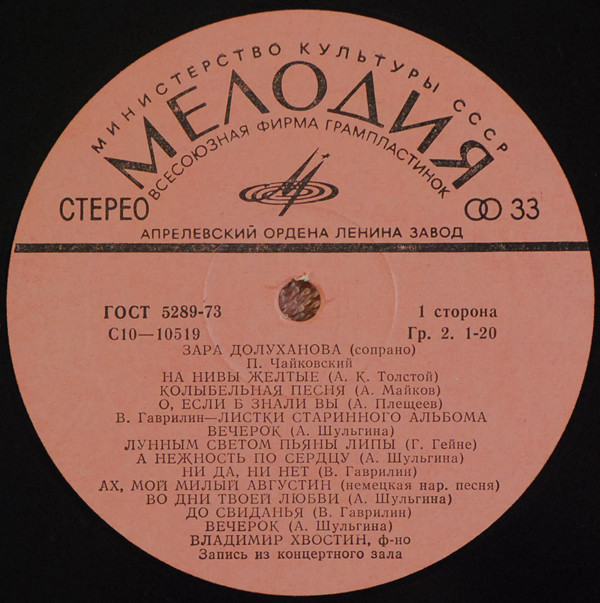 МИНИСТЕРСТВО КУЛЬТУРЫ СССР
МЕЛОДИЯ
ВСЕСОЮЗНАЯ ФИРМА ГРАМПЛАСТИНОК
СТЕРЕО 33
АПРЕЛЕВСКИЙ ОРДЕНА ЛЕНИНА ЗАВОД
ГОСТ 5289-73 1 сторона
С10—10519 Гр. 2. 1-20
ЗАРА ДОЛУХАНОВА (сопрано)
П. Чайковский
НА НИВЫ ЖЕЛТЫЕ (А. К. Толстой)
КОЛЫБЕЛЬНАЯ ПЕСНЯ (А. Майков)
О, ЕСЛИ Б ЗНАЛИ ВЫ (А. Плещеев)
В. Гаврилин—ЛИСТКИ СТАРИННОГО АЛЬБОМА
ВЕЧЕРОК (А. Шульгина)
ЛУННЫМ СВЕТОМ ПЬЯНЫ ЛИПЫ (Г. Гейне)
А НЕЖНОСТЬ ПО СЕРДЦУ (А. Шульгина)
НИ ДА, НИ НЕТ (В. Гаврилин)
АХ, МОЙ МИЛЫЙ АВГУСТИН (немецкая нар. песня)
ВО ДНИ ТВОЕЙ ЛЮБВИ (А. Шульгина)
ДО СВИДАНЬЯ (В. Гаврилин)
ВЕЧЕРОК (А. Шульгина)
ВЛАДИМИР ХВОСТИН, ф-но
Запись из концертного зала